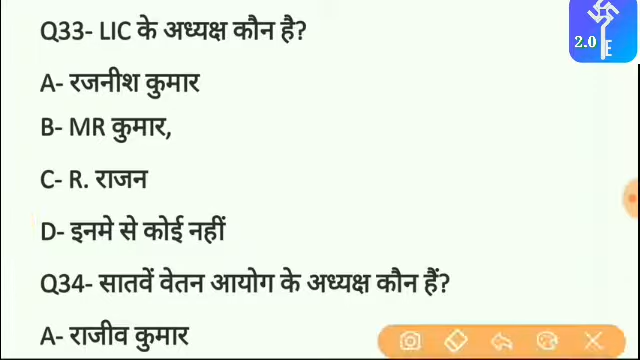 Q33- LIC के अध्यक्ष कौन है?
A- रजनीश कुमार
B- MR कुमार,
C- R. राजन
D- इनमे से कोई नहीं
Q34- सातवें वेतन आयोग के अध्यक्ष कौन हैं?
A- राजीव कुमार
2.0
E